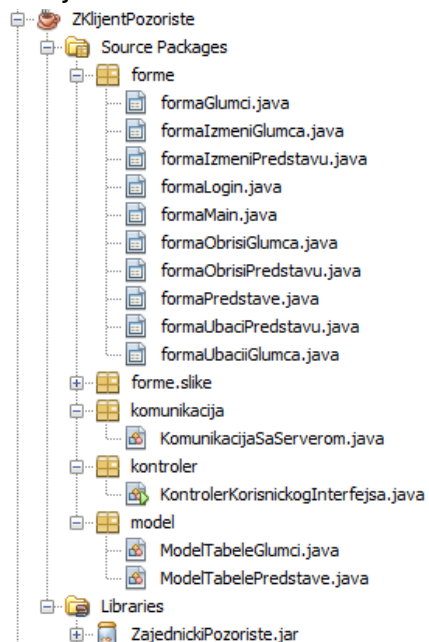 ZKlijentPozoriste
Source Packages
forme
formaGlumci.java
formaIzmeniGlumca.java
formaIzmeniPredstavu.java
formaLogin.java
formaMain.java
formaObrisiGlumca.java
formaObrisiPredstavu.java
formaPredstave.java
formaUbaciPredstavu.java
formaUbaciiGlumca.java
forme.slike
komunikacija
KomunikacijaSaServerom.java
kontroler
KontrolerKorisnickogInterfejsa.java
model
ModelTabeleGlumci.java
ModelTabelePredstave.java
Libraries
ZajednickiPozoriste.jar